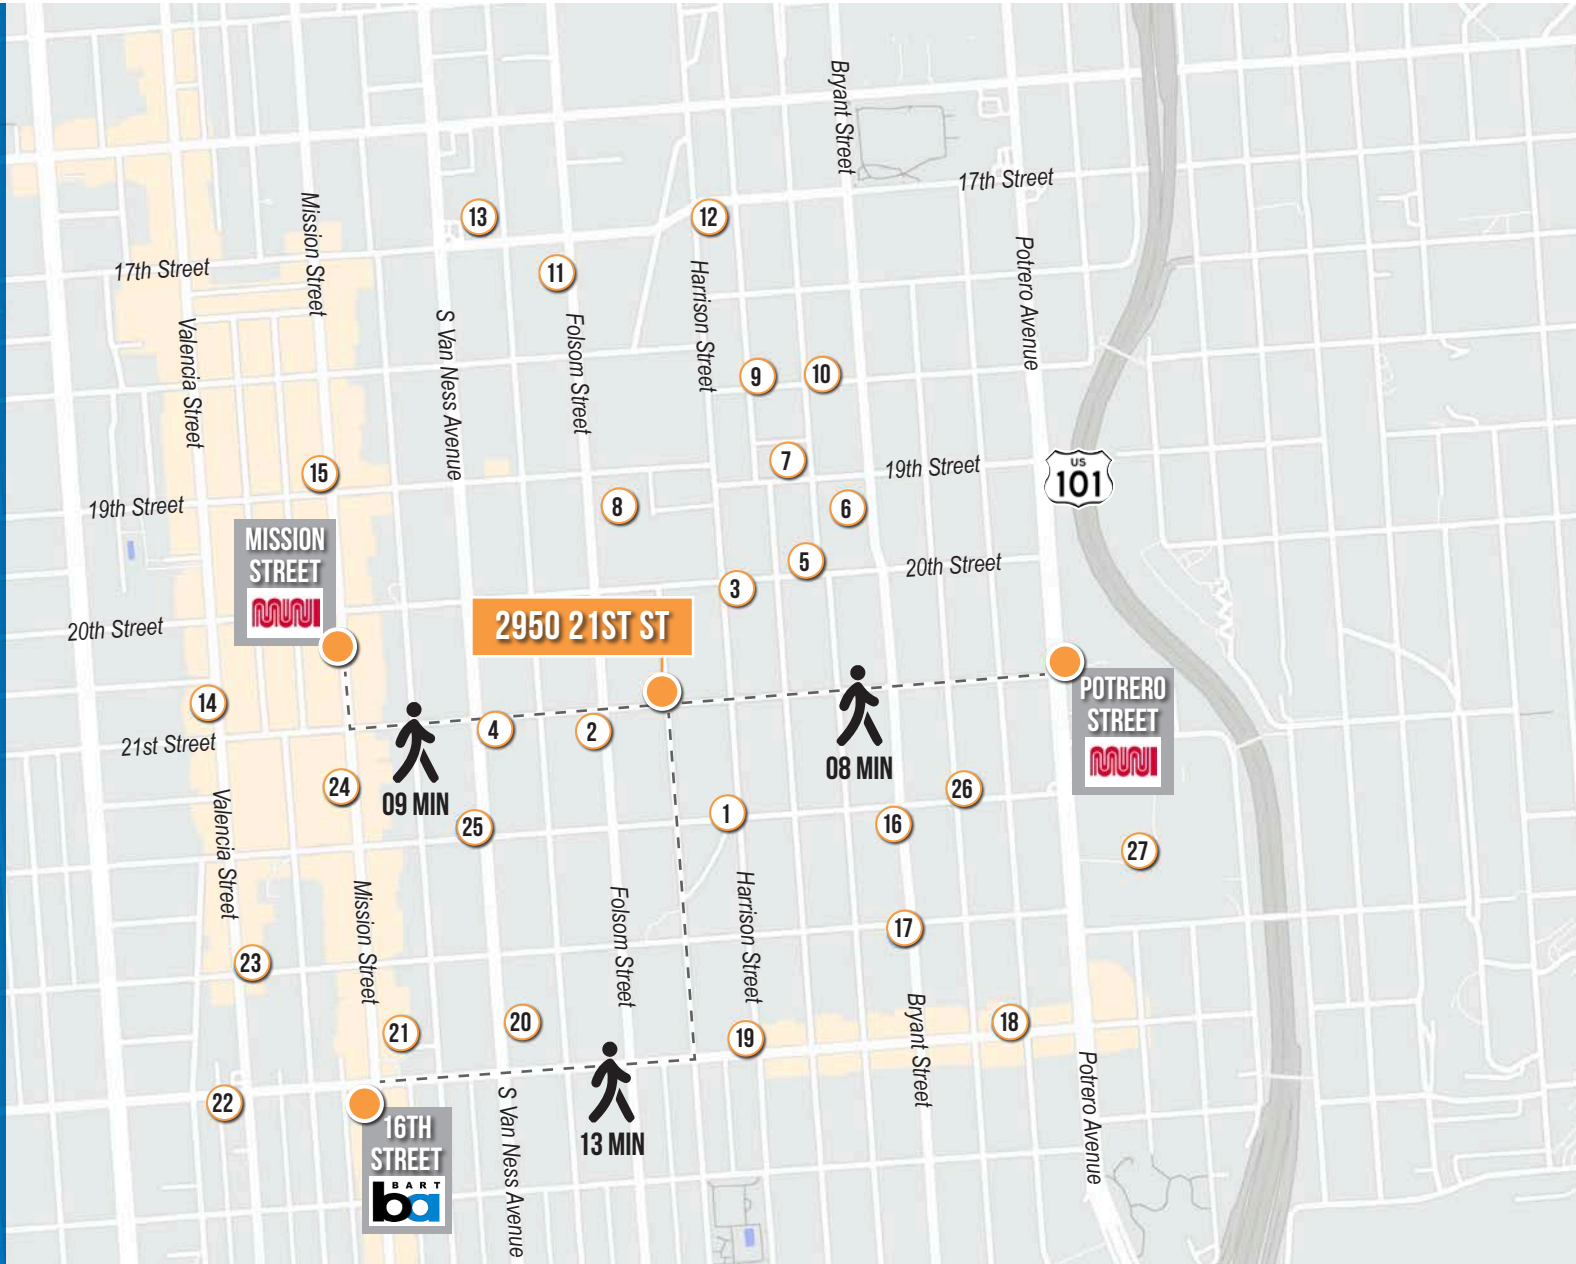 Bryant Street
17th Street
13
12
Mission Street
17th Street
11
Potrero Avenue
Harrison Street
S Van Ness Avenue
Folsom Street
Valencia Street
9
10
15
7
19th Street
US
101
19th Street
8
6
MISSION
STREET
MUNI
5
20th Street
3
20th Street
2950 21ST ST
POTRERO
STREET
MUNI
14
4
2
21st Street
08 MIN
24
09 MIN
26
1
16
25
27
Valencia Street
Mission Street
Folsom Street
Harrison Street
17
23
20
21
19
18
Bryant Street
22
Potrero Avenue
S Van Ness Avenue
16TH
STREET
BART
ba
13 MIN